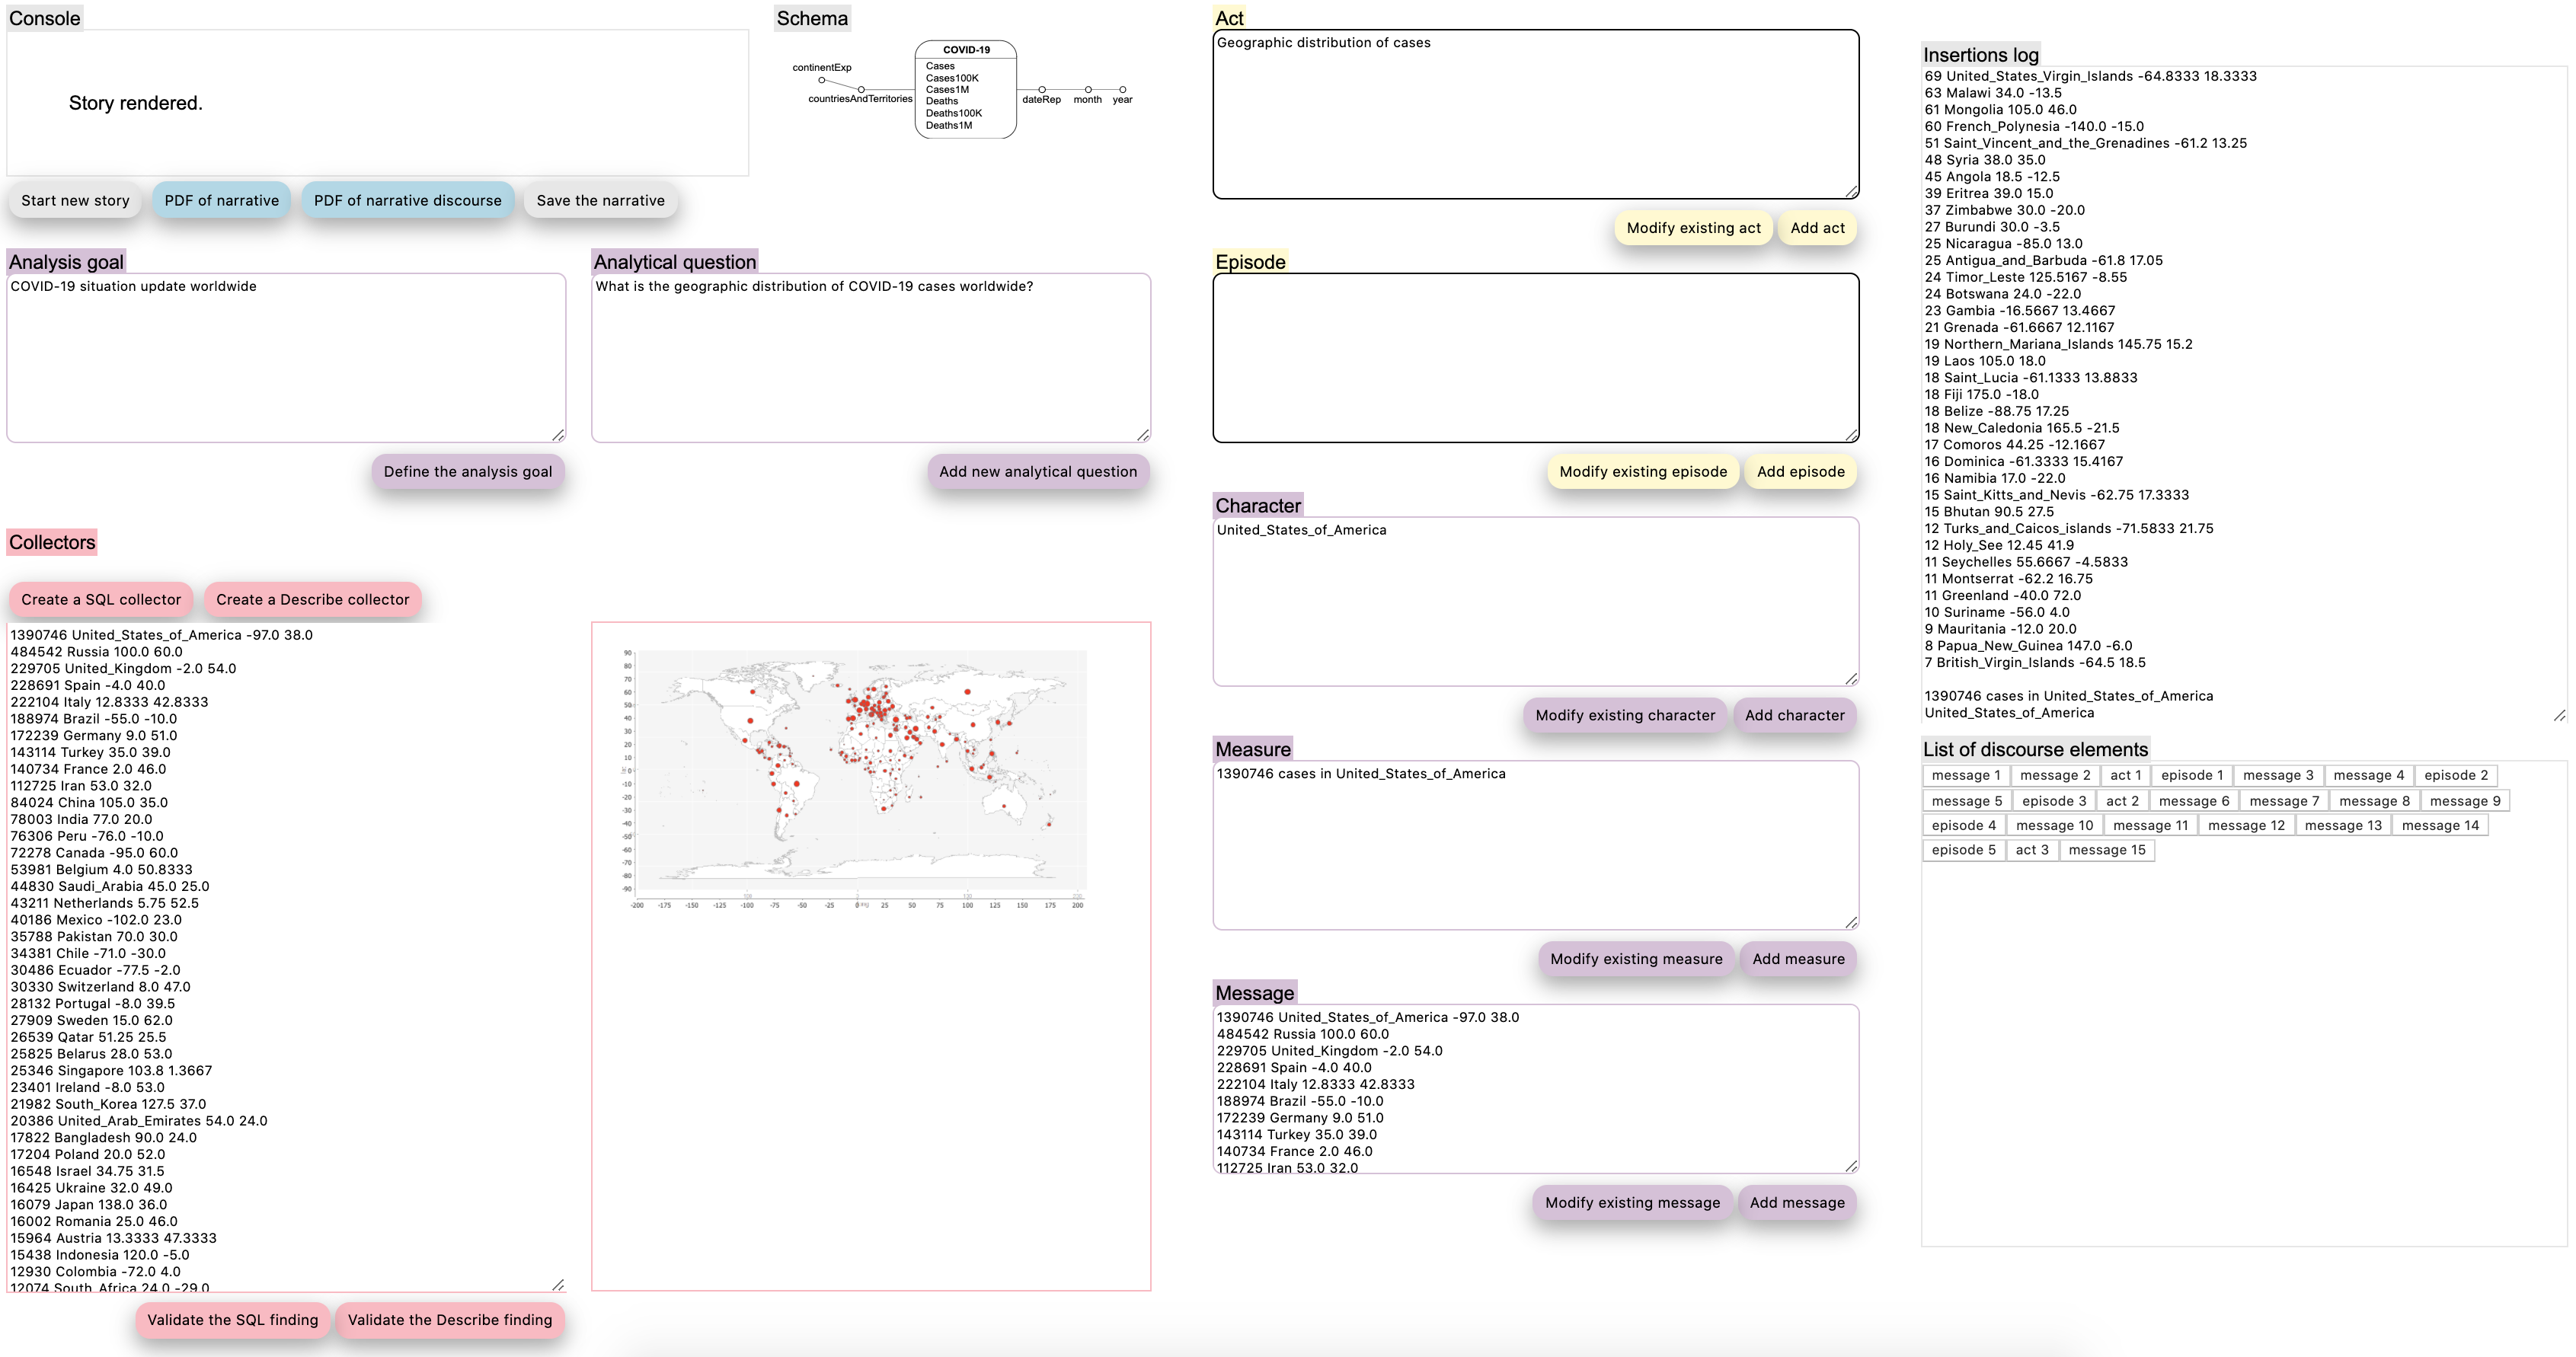 Console
Story rendered.
Start new story
PDF of narrative
PDF of narrative discourse
Save the narrative
Schema
COVID-19
Cases
Cases100K
Cases1M
Deaths
Deaths100K
Deaths1M
continentExp
countriesAndTerritories
dateRep
month
year
Analysis goal
COVID-19 situation update worldwide
Define the analysis goal
Analytical question
What is the geographic distribution of COVID-19 cases worldwide?
Add new analytical question
Collectors
Create a SQL collector
Create a Describe collector
1390746 United_States_of_America -97.0 38.0
484542 Russia 100.0 60.0
229705 United_Kingdom -2.0 54.0
228691 Spain -4.0 40.0
222104 Italy 12.8333 42.8333
188974 Brazil -55.0 -10.0
172239 Germany 9.0 51.0
143114 Turkey 35.0 39.0
140734 France 2.0 46.0
112725 Iran 53.0 32.0
84024 China 105.0 35.0
78003 India 77.0 20.0
76306 Peru -76.0 -10.0
72278 Canada -95.0 60.0
53981 Belgium 4.0 50.8333
44830 Saudi_Arabia 45.0 25.0
43211 Netherlands 5.75 52.5
40186 Mexico -102.0 23.0
35788 Pakistan 70.0 30.0
34381 Chile -71.0 -30.0
30486 Ecuador -77.5 -2.0
30330 Switzerland 8.0 47.0
28132 Portugal -8.0 39.5
27909 Sweden 15.0 62.0
26539 Qatar 51.25 25.5
25825 Belarus 28.0 53.0
25346 Singapore 103.8 1.3667
23401 Ireland -8.0 53.0
21982 South_Korea 127.5 37.0
20386 United_Arab_Emirates 54.0 24.0
17822 Bangladesh 90.0 24.0
17204 Poland 20.0 52.0
16548 Israel 34.75 31.5
16425 Ukraine 32.0 49.0
16079 Japan 138.0 36.0
16002 Romania 25.0 46.0
15964 Austria 13.3333 47.3333
15438 Indonesia 120.0 -5.0
12930 Colombia -72.0 4.0
12074 South_Africa 24.0 -29.0
Validate the SQL finding
Validate the Describe finding
90
80
70
60
50
40
30
20
10
0
-10
-20
-30
-40
-50
-60
-70
-80
-90
-200 -175 -150 -125 -100 -75 -50 -25 0 25 50 75 100 125 150 175 200
Act
Geographic distribution of cases
Modify existing act
Add act
Episode
Modify existing episode
Add episode
Character
United_States_of_America
Modify existing character
Add character
Measure
1390746 cases in United_States_of_America
Modify existing measure
Add measure
Message
1390746 United_States_of_America -97.0 38.0
484542 Russia 100.0 60.0
229705 United_Kingdom -2.0 54.0
228691 Spain -4.0 40.0
222104 Italy 12.8333 42.8333
188974 Brazil -55.0 -10.0
172239 Germany 9.0 51.0
143114 Turkey 35.0 39.0
140734 France 2.0 46.0
112725 Iran 53.0 32.0
Modify existing message
Add message
Insertions log
69 United_States_Virgin_Islands -64.8333 18.3333
63 Malawi 34.0 -13.5
61 Mongolia 105.0 46.0
60 French_Polynesia -140.0 -15.0
51 Saint_Vincent_and_the_Grenadines -61.2 13.25
48 Syria 38.0 35.0
45 Angola 18.5 -12.5
39 Eritrea 39.0 15.0
37 Zimbabwe 30.0 -20.0
27 Burundi 30.0 -3.5
25 Nicaragua -85.0 13.0
25 Antigua_and_Barbuda -61.8 17.05
24 Timor_Leste 125.5167 -8.55
24 Botswana 24.0 -22.0
23 Gambia -16.5667 13.4667
21 Grenada -61.6667 12.1167
19 Northern_Mariana_Islands 145.75 15.2
19 Laos 105.0 18.0
18 Saint_Lucia -61.1333 13.8833
18 Fiji 175.0 -18.0
18 Belize -88.75 17.25
18 New_Caledonia 165.5 -21.5
17 Comoros 44.25 -12.1667
16 Dominica -61.3333 15.4167
16 Namibia 17.0 -22.0
15 Saint_Kitts_and_Nevis -62.75 17.3333
15 Bhutan 90.5 27.5
12 Turks_and_Caicos_islands -71.5833 21.75
12 Holy_See 12.45 41.9
11 Seychelles 55.6667 -4.5833
11 Montserrat -62.2 16.75
11 Greenland -40.0 72.0
10 Suriname -56.0 4.0
9 Mauritania -12.0 20.0
8 Papua_New_Guinea 147.0 -6.0
7 British_Virgin_Islands -64.5 18.5
1390746 cases in United_States_of_America
United_States_of_America
List of discourse elements
message 1 message 2 act 1 episode 1 message 3 message 4 episode 2
message 5 episode 3 act 2 message 6 message 7 message 8 message 9
episode 4 message 10 message 11 message 12 message 13 message 14
episode 5 act 3 message 15